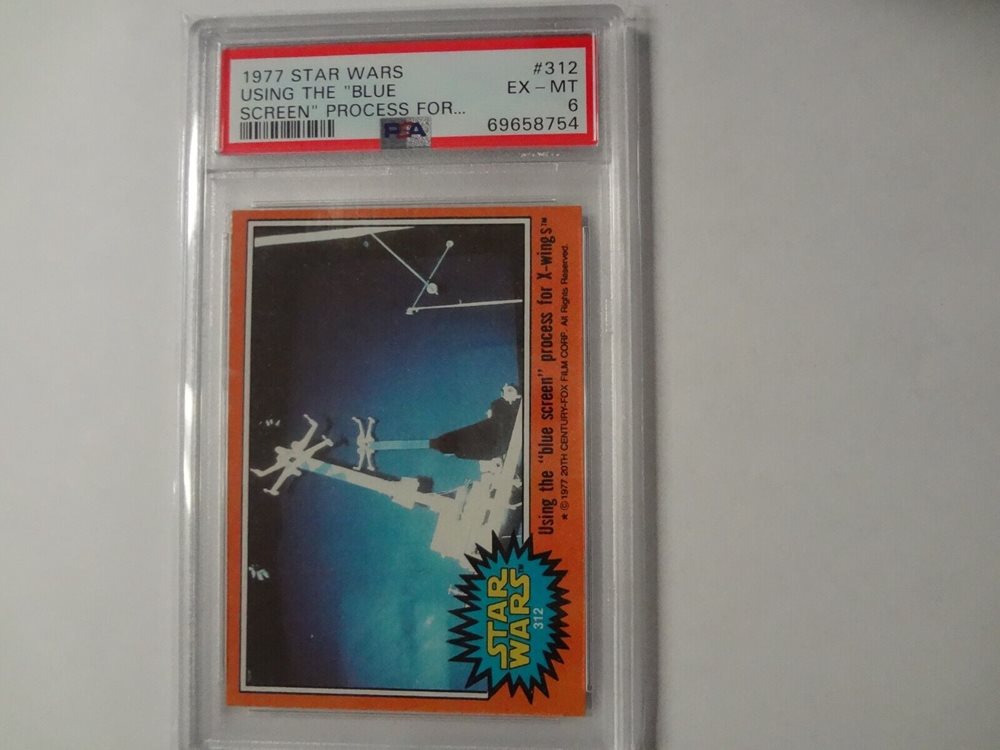 1977 STAR WARS
USING THE "BLUE
SCREEN" PROCESS FOR...
#312
EX - MT
6
69658754
PSA
Using the "blue screen" process for X-wings™
★ © 1977 20TH CENTURY-FOX FILM CORP. All Rights Reserved.
STAR
WARS™
312